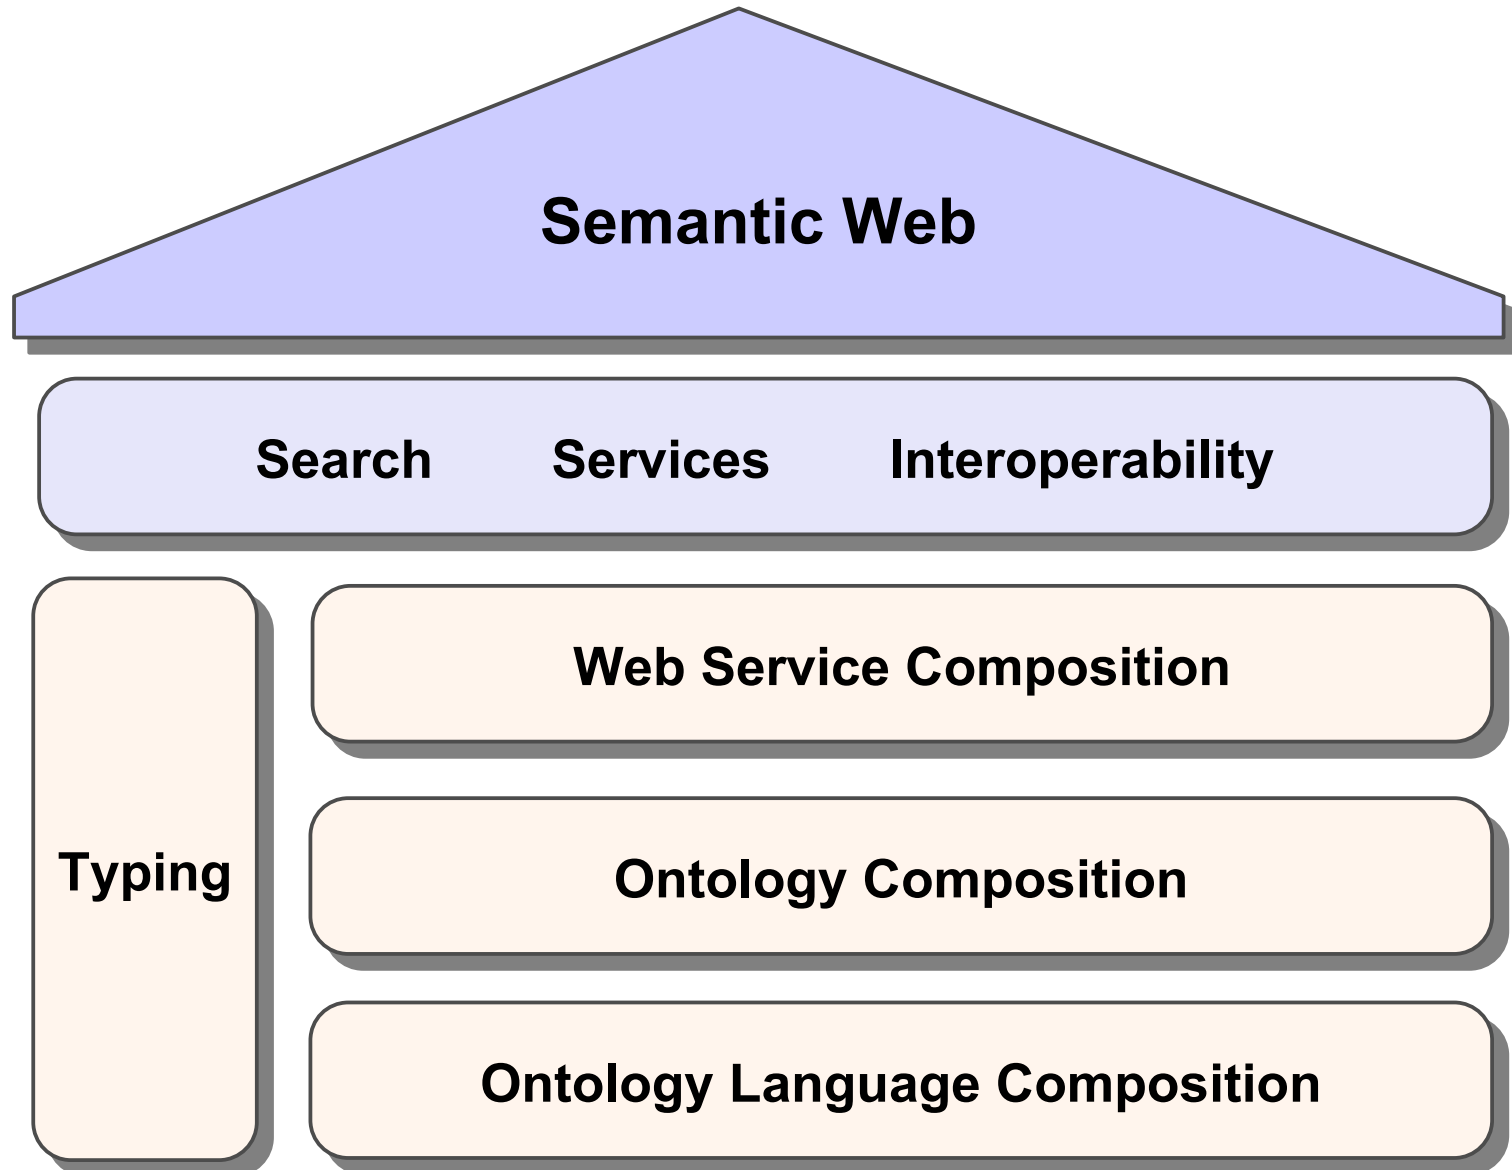 Semantic Web
Search Services Interoperability
Web Service Composition
Typing
Ontology Composition
Ontology Language Composition